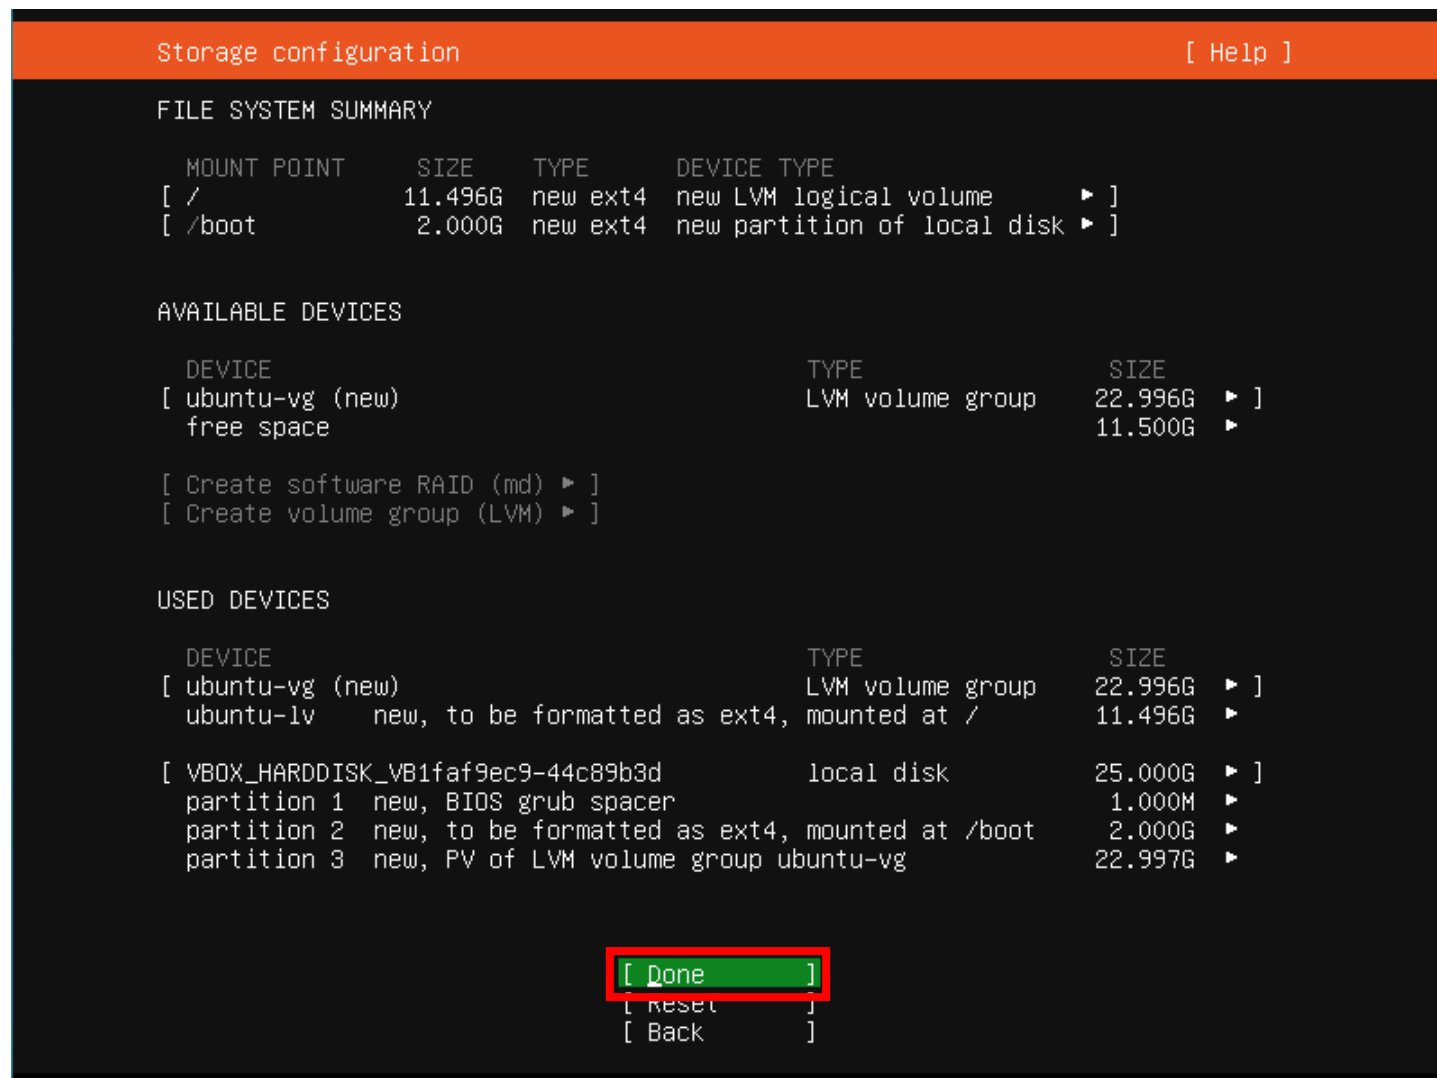 Storage configuration [ Help ]
FILE SYSTEM SUMMARY
MOUNT POINT SIZE TYPE DEVICE TYPE
[ / 11.496G new ext4 new LVM logical volume ▸ ]
[ /boot 2.000G new ext4 new partition of local disk ▸ ]
AVAILABLE DEVICES
DEVICE TYPE SIZE
[ ubuntu-vg (new) LVM volume group 22.996G ▸ ]
free space 11.500G ▸
[ Create software RAID (md) ▸ ]
[ Create volume group (LVM) ▸ ]
USED DEVICES
DEVICE TYPE SIZE
[ ubuntu-vg (new) LVM volume group 22.996G ▸ ]
ubuntu-lv new, to be formatted as ext4, mounted at / 11.496G ▸
[ VBOX_HARDDISK_VB1faf9ec9-44c89b3d local disk 25.000G ▸ ]
partition 1 new, BIOS grub spacer 1.000M ▸
partition 2 new, to be formatted as ext4, mounted at /boot 2.000G ▸
partition 3 new, PV of LVM volume group ubuntu-vg 22.997G ▸
[ Done ]
[ Reset ]
[ Back ]